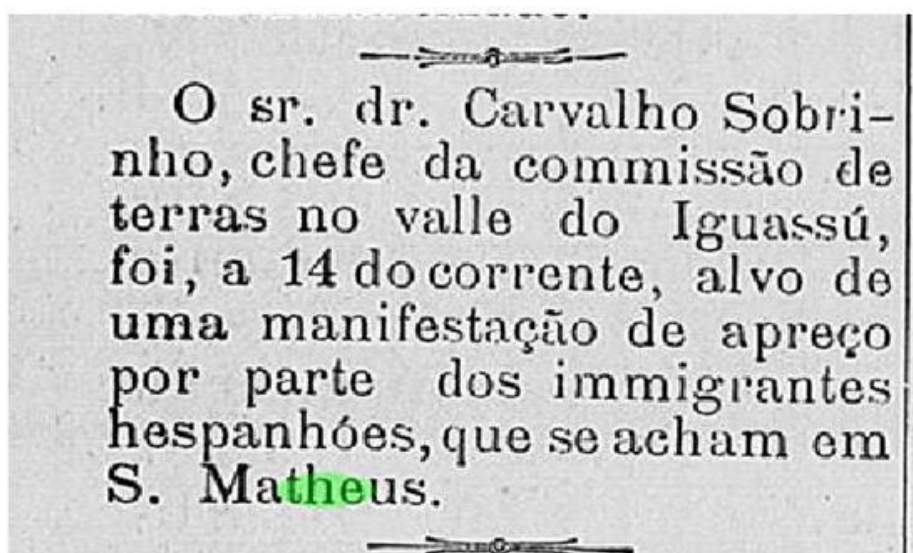 O sr. dr. Carvalho Sobri-
nho, chefe da commissão de
terras no valle do Iguassú,
foi, a 14 do corrente, alvo de
uma manifestação de apreço
por parte dos immigrantes
hespanhóes, que se acham em
S. Matheus.